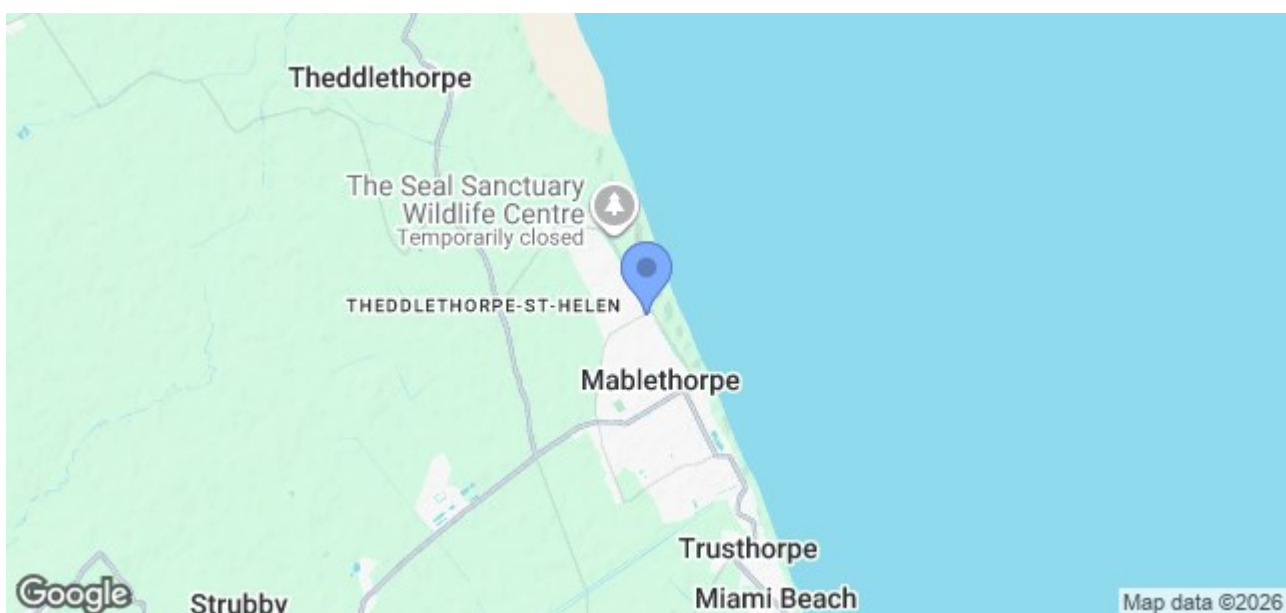 Theddlethorpe
The Seal Sanctuary
Wildlife Centre
Temporarily closed
THEDDLETHORPE-ST-HELEN
Mablethorpe
Trusthorpe
Miami Beach
Strubby
Google
Map data ©2026